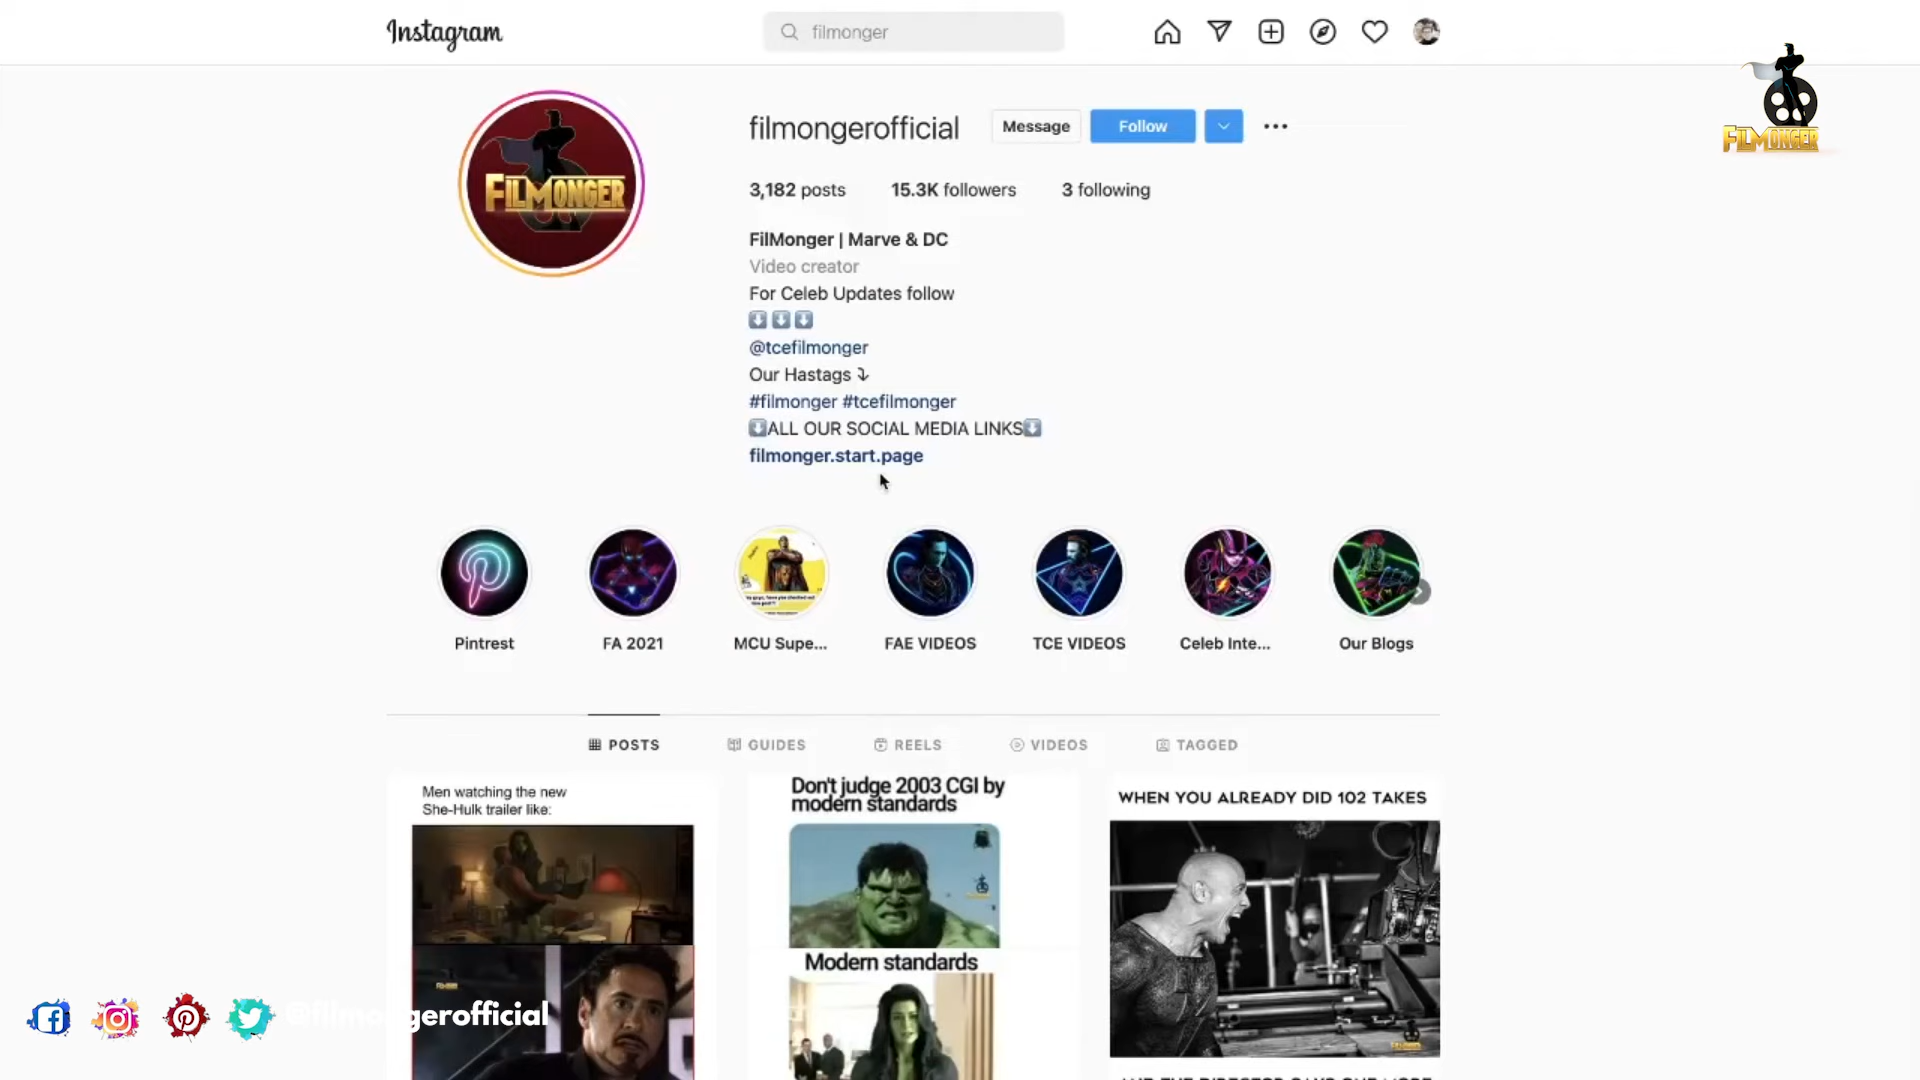 Instagram
filmonger
FILMONGER
FILMONGER
filmongerofficial
Message
Follow
3,182 posts
15.3K followers
3 following
FilMonger | Marve & DC
Video creator
For Celeb Updates follow
@tcefilmonger
Our Hastags
#filmonger #tcefilmonger
ALL OUR SOCIAL MEDIA LINKS
filmonger.start.page
Pintrest
FA 2021
MCU Supe...
FAE VIDEOS
TCE VIDEOS
Celeb Inte...
Our Blogs
POSTS
GUIDES
REELS
VIDEOS
TAGGED
Men watching the new
She-Hulk trailer like:
Don't judge 2003 CGI by
modern standards
Modern standards
WHEN YOU ALREADY DID 102 TAKES
@filmongerofficial